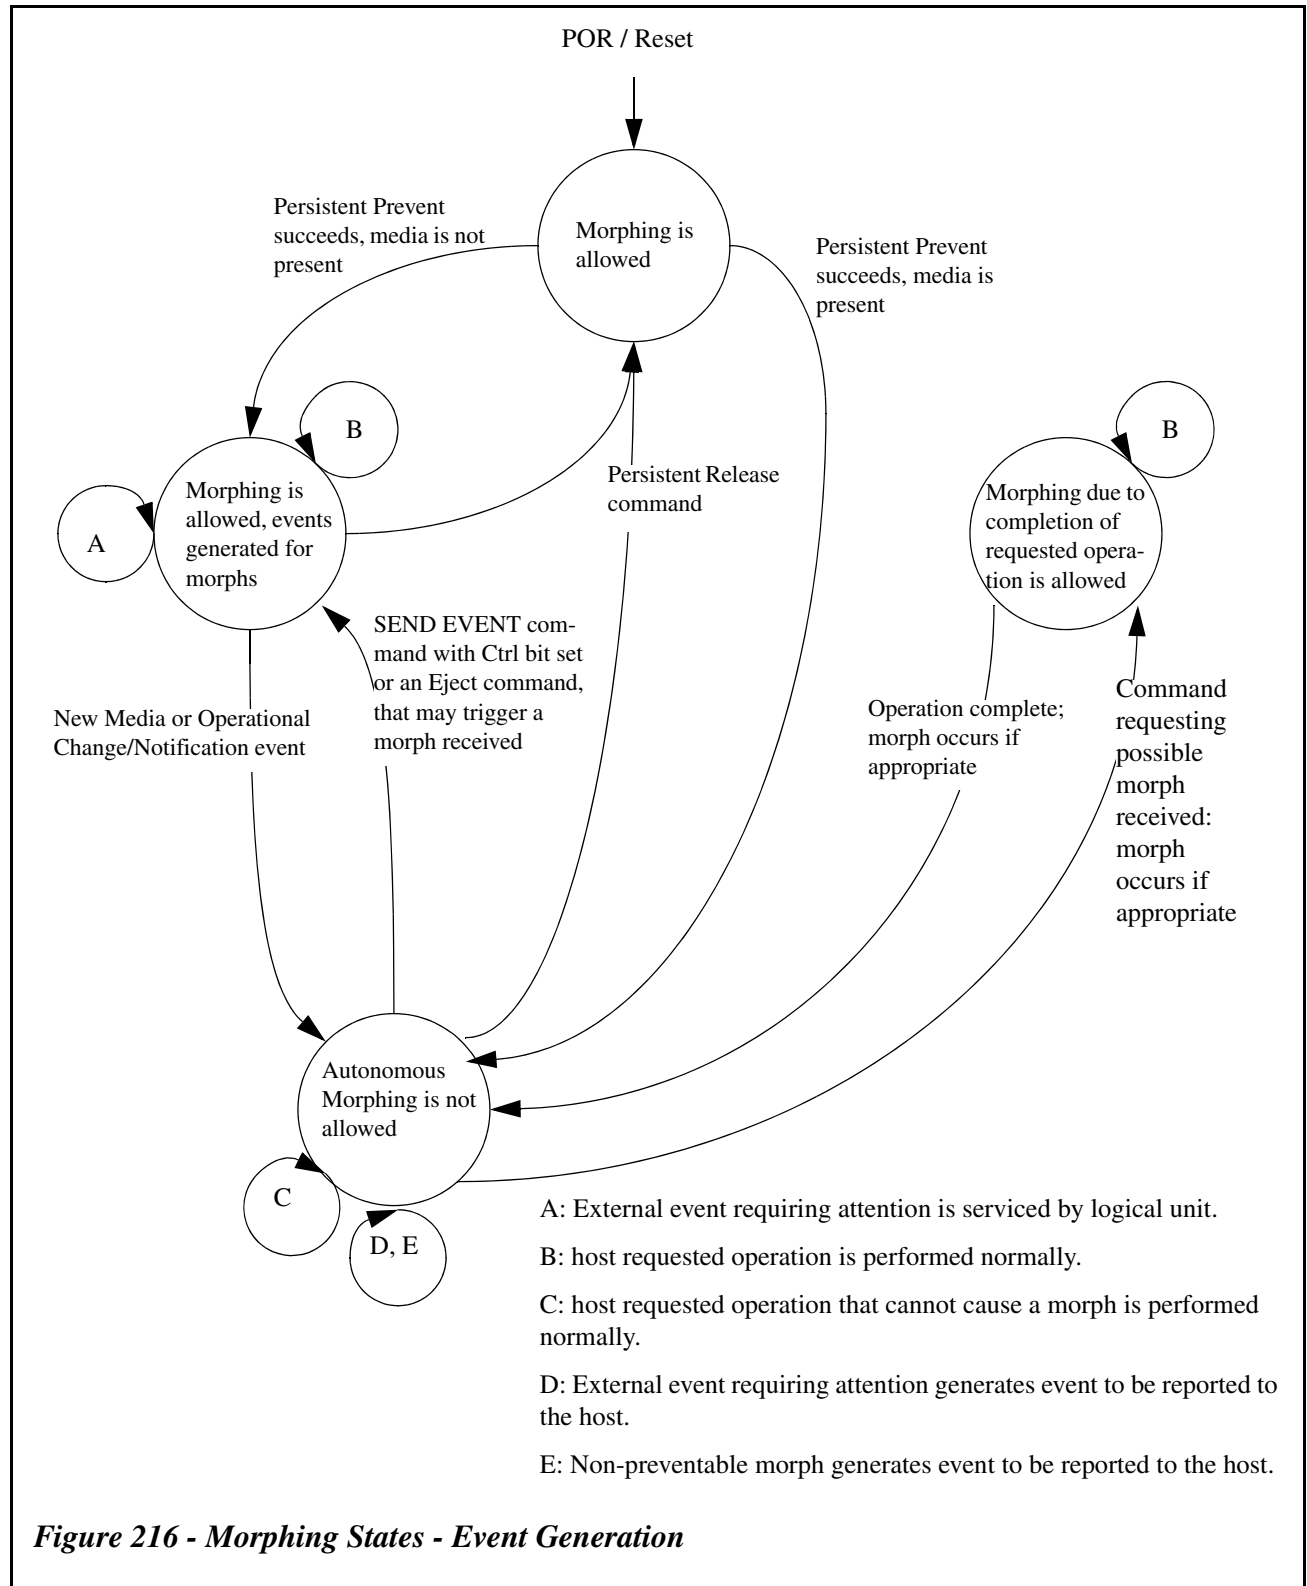 POR / Reset
Morphing is
allowed
Persistent Prevent
succeeds, media is not
present
Persistent Prevent
succeeds, media is
present
B
B
Morphing is
allowed, events
generated for
morphs
A
Persistent Release
command
Morphing due to
completion of
requested opera-
tion is allowed
SEND EVENT com-
mand with Ctrl bit set
or an Eject command,
that may trigger a
morph received
New Media or Operational
Change/Notification event
Operation complete;
morph occurs if
appropriate
Command
requesting
possible
morph
received:
morph
occurs if
appropriate
Autonomous
Morphing is not
allowed
C
D, E
A: External event requiring attention is serviced by logical unit.
B: host requested operation is performed normally.
C: host requested operation that cannot cause a morph is performed
normally.
D: External event requiring attention generates event to be reported to
the host.
E: Non-preventable morph generates event to be reported to the host.
Figure 216 - Morphing States - Event Generation